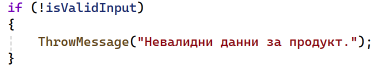 if (!isValidInput)
{
    ThrowMessage("Невалидни данни за продукт.");
}